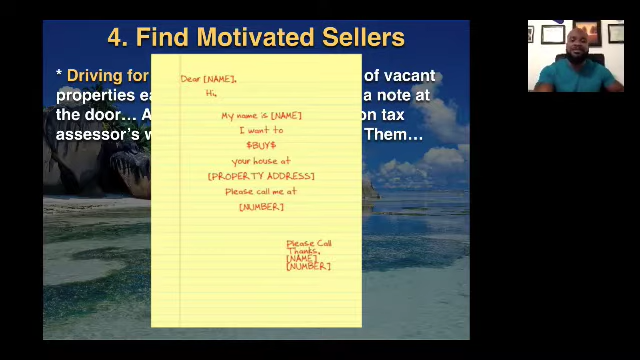 4. Find Motivated Sellers
* Driving for of vacant
properties ea a note at
the door… A on tax
assessor's w Them…
Dear [NAME],
Hi,
My name is [NAME]
I want to
$BUY$
your house at
[PROPERTY ADDRESS]
Please call me at
[NUMBER]
Please Call
Thanks,
[NAME]
[NUMBER]